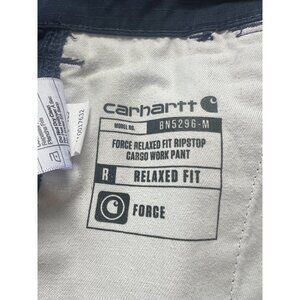 carhartt
MODEL NO. BN5296-M
FORCE RELAXED FIT RIPSTOP
CARGO WORK PANT
R RELAXED FIT
FORCE